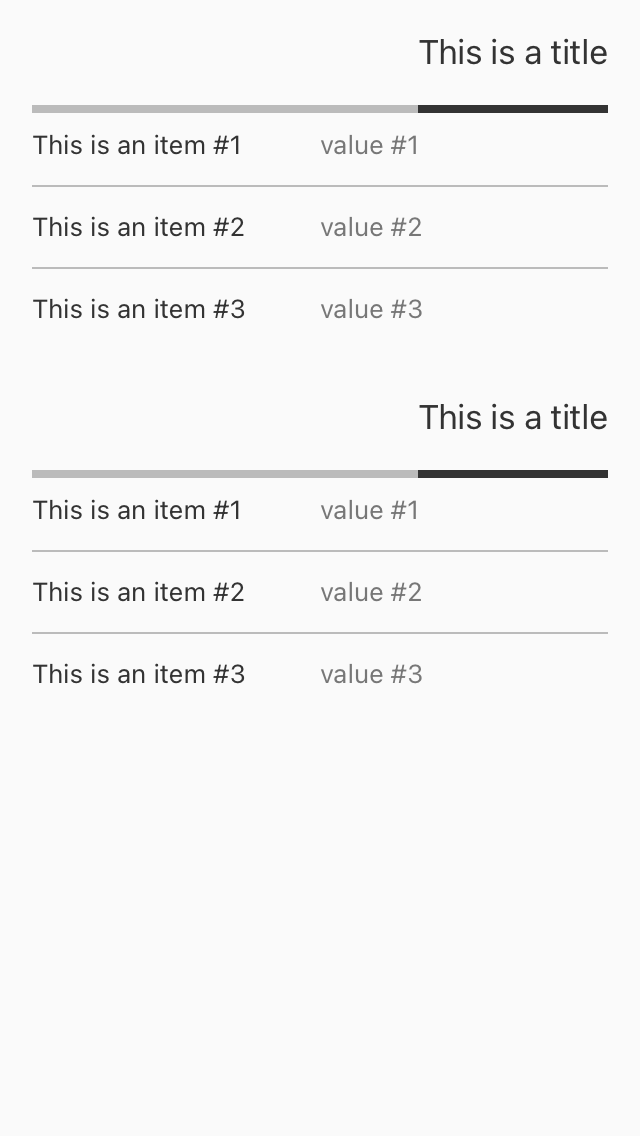 This is a title
This is an item #1 value #1
This is an item #2 value #2
This is an item #3 value #3
This is a title
This is an item #1 value #1
This is an item #2 value #2
This is an item #3 value #3